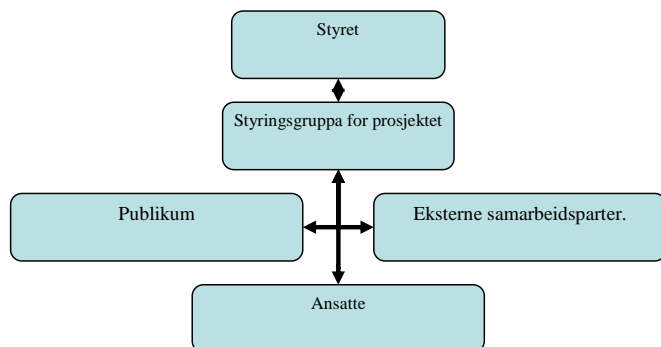 Styret
Styringsgruppa for prosjektet
Publikum
Eksterne samarbeidsparter.
Ansatte